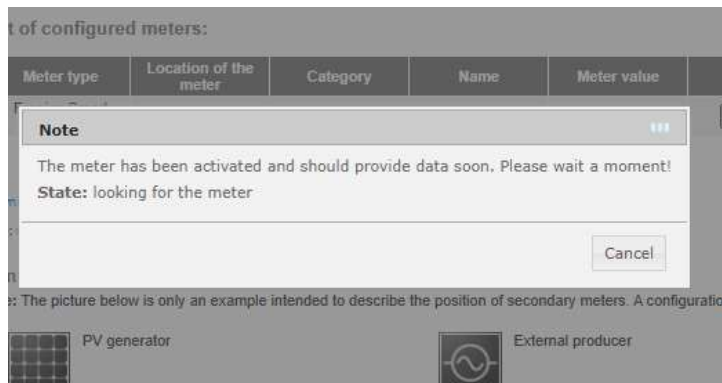 t of configured meters:
Meter type Location of the meter Category Name Meter value
Note
The meter has been activated and should provide data soon. Please wait a moment!
State: looking for the meter
Cancel
e: The picture below is only an example intended to describe the position of secondary meters. A configuratio
PV generator External producer